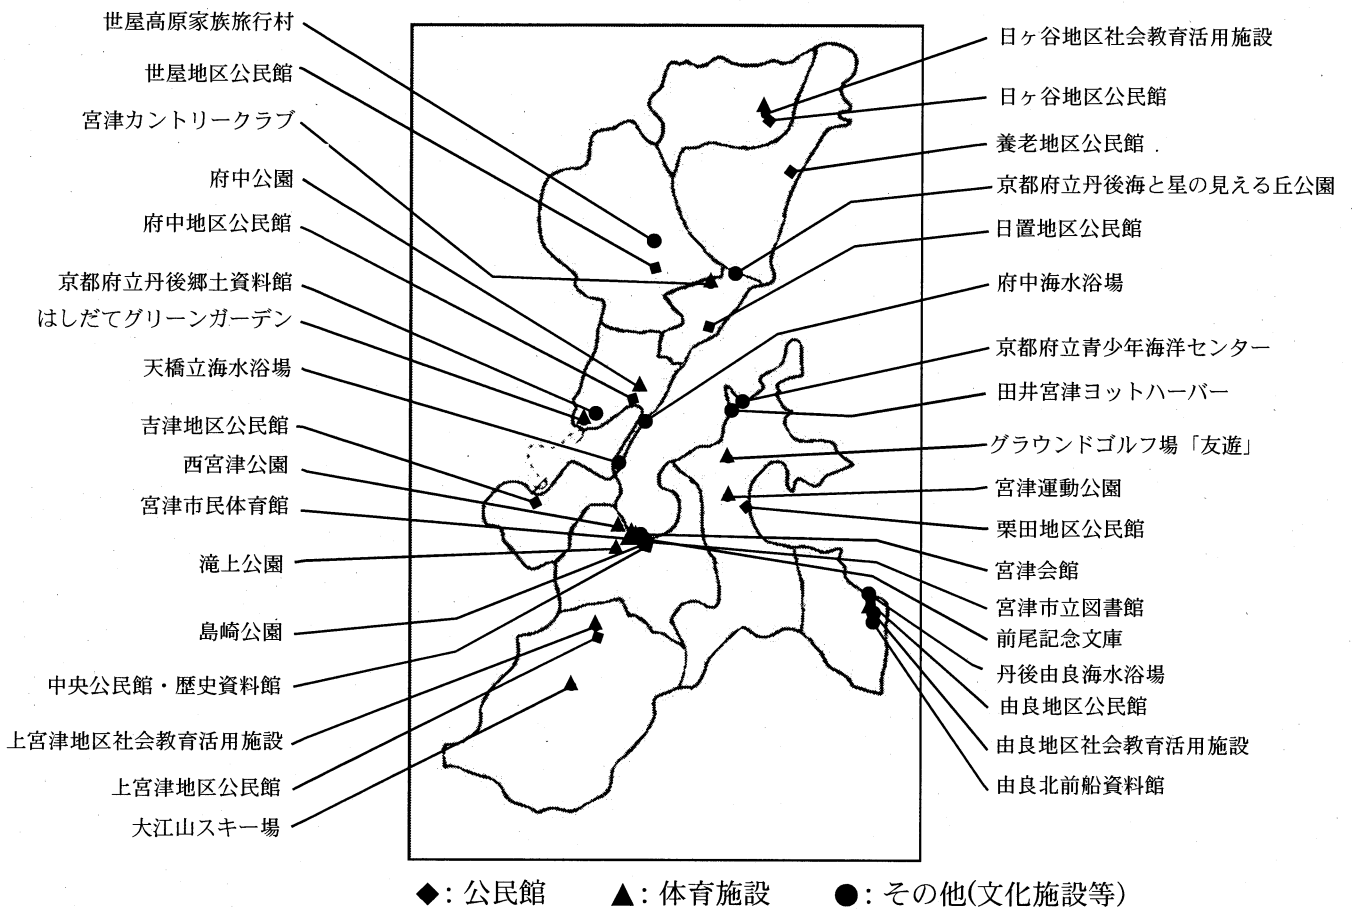 世屋高原家族旅行村
世屋地区公民館
宮津カントリークラブ
府中公園
府中地区公民館
京都府立丹後郷土資料館
はしだてグリーンガーデン
天橋立海水浴場
吉津地区公民館
西宮津公園
宮津市民体育館
滝上公園
島崎公園
中央公民館・歴史資料館
上宮津地区社会教育活用施設
上宮津地区公民館
大江山スキー場
日ヶ谷地区社会教育活用施設
日ヶ谷地区公民館
養老地区公民館
京都府立丹後海と星の見える丘公園
日置地区公民館
府中海水浴場
京都府立青少年海洋センター
田井宮津ヨットハーバー
グラウンドゴルフ場「友遊」
宮津運動公園
栗田地区公民館
宮津会館
宮津市立図書館
前尾記念文庫
丹後由良海水浴場
由良地区公民館
由良地区社会教育活用施設
由良北前船資料館
◆：公民館　▲：体育施設　●：その他(文化施設等)